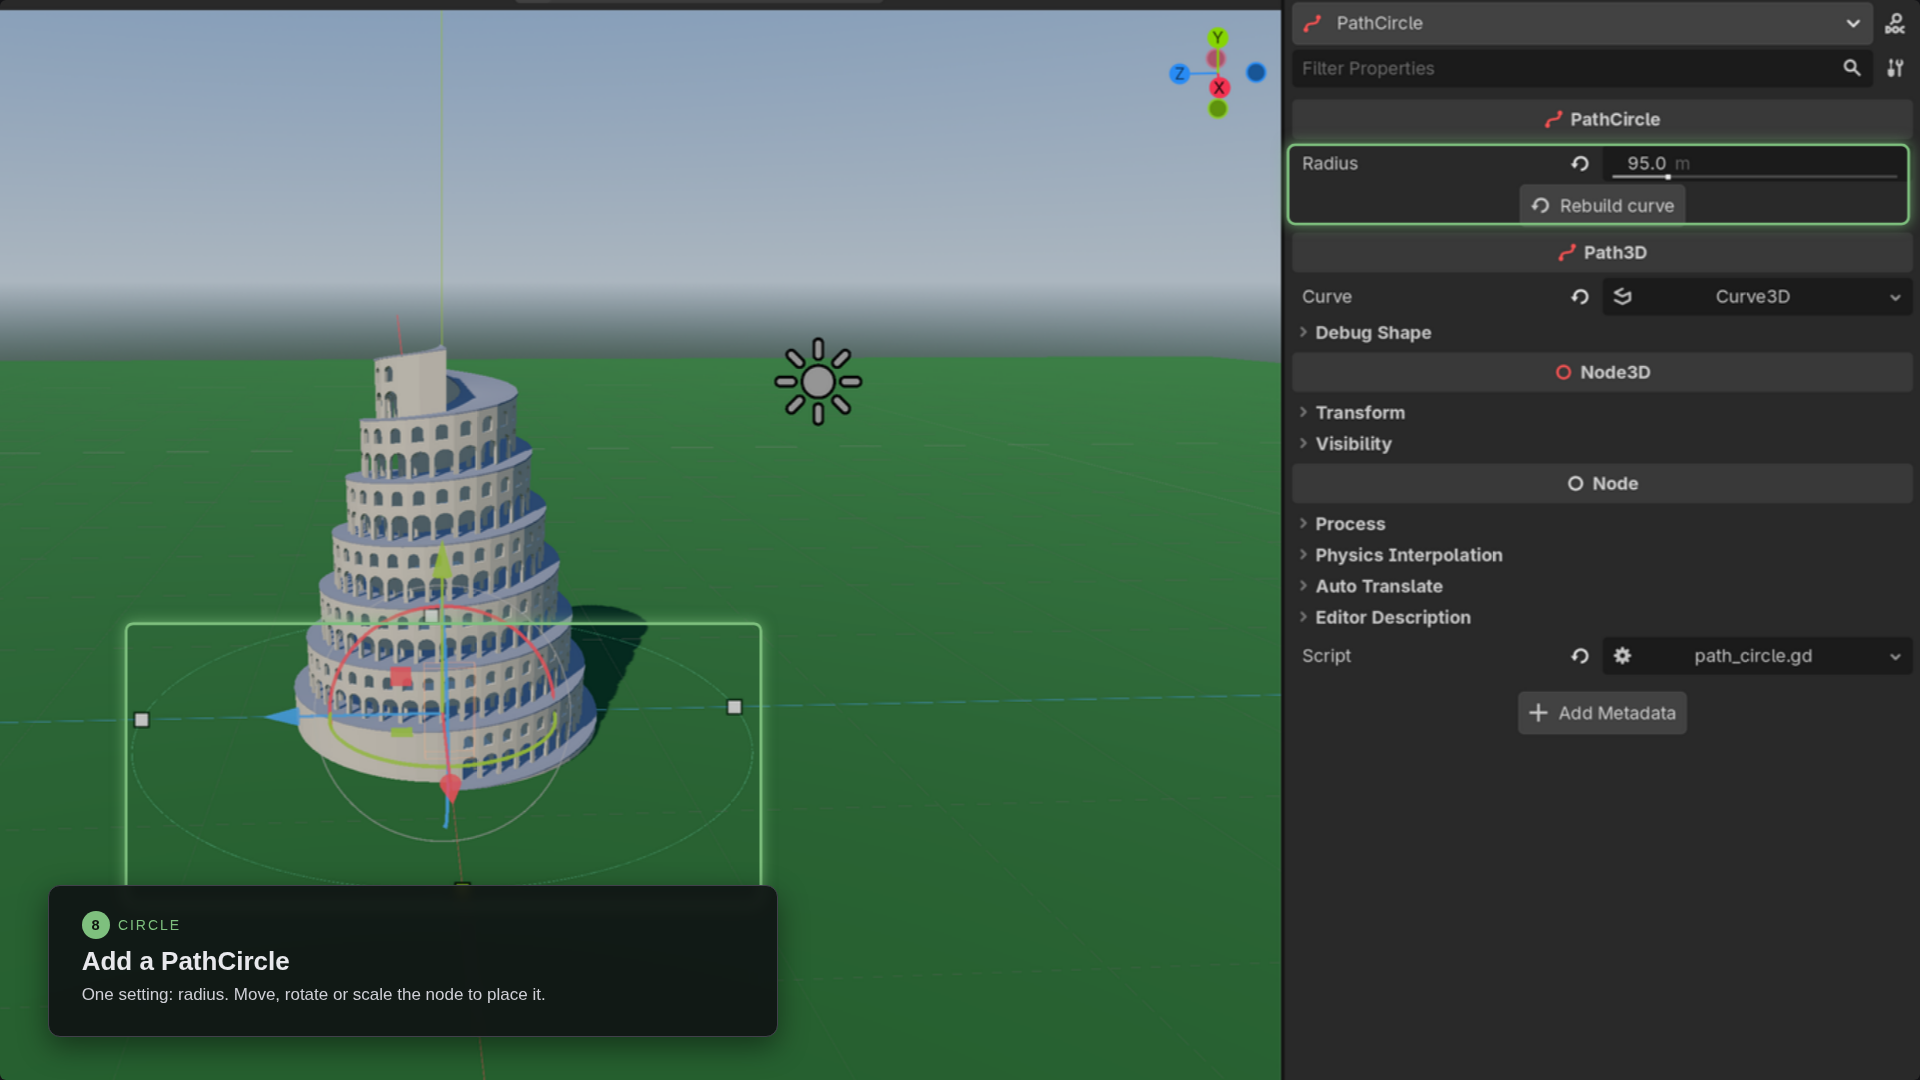 Y
Z
X
8 CIRCLE
Add a PathCircle
One setting: radius. Move, rotate or scale the node to place it.
PathCircle
DOC
Filter Properties
PathCircle
Radius 95.0 m
Rebuild curve
Path3D
Curve Curve3D
Debug Shape
Node3D
Transform
Visibility
Node
Process
Physics Interpolation
Auto Translate
Editor Description
Script path_circle.gd
Add Metadata